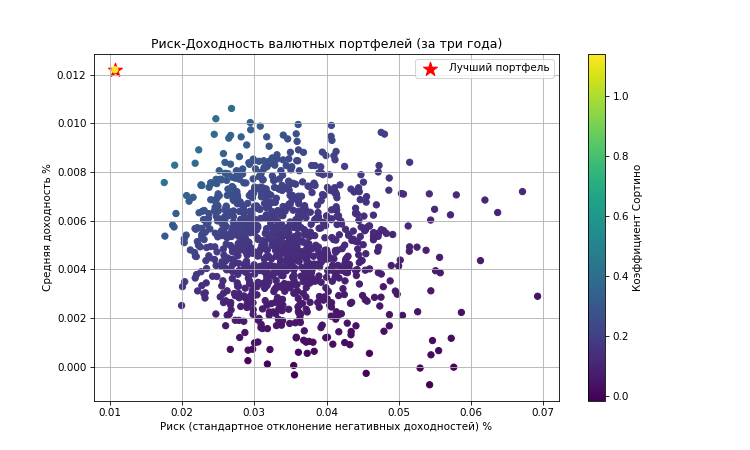 Риск-Доходность валютных портфелей (за три года)
Лучший портфель
Средняя доходность %
0.012
0.010
0.008
0.006
0.004
0.002
0.000
0.01 0.02 0.03 0.04 0.05 0.06 0.07
Риск (стандартное отклонение негативных доходностей) %
1.0
0.8
0.6
0.4
0.2
0.0
Коэффициент Сортино